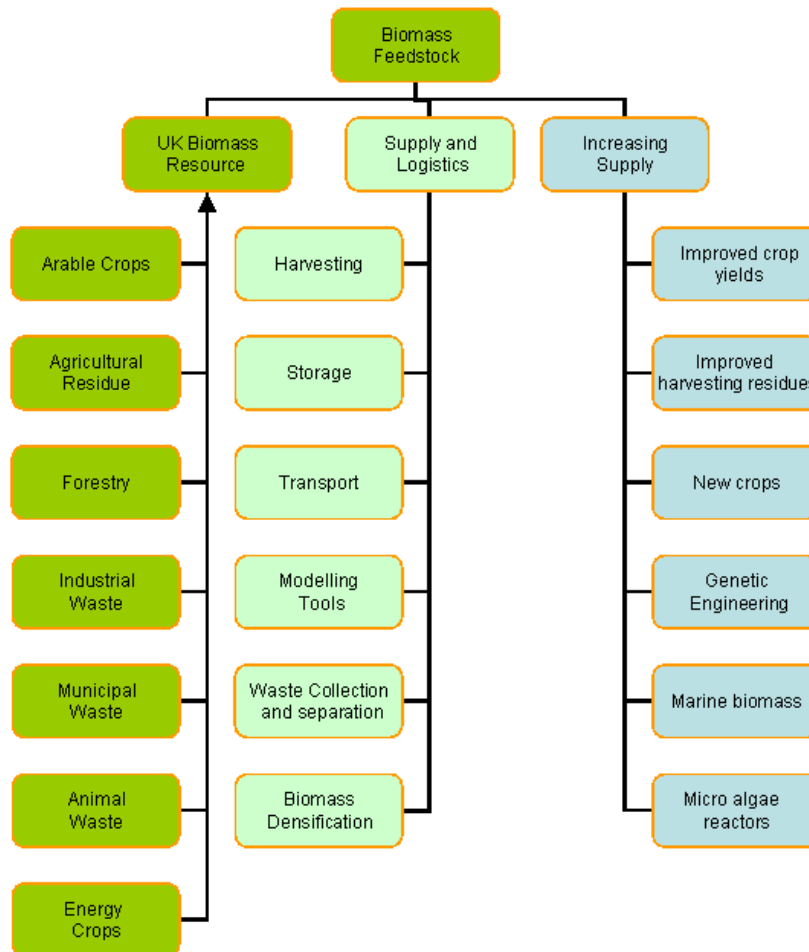 Biomass
Feedstock
UK Biomass
Resource
Supply and
Logistics
Increasing
Supply
Arable Crops
Harvesting
Improved crop
yields
Agricultural
Residue
Storage
Improved
harvesting residues
Forestry
Transport
New crops
Industrial
Waste
Modelling
Tools
Genetic
Engineering
Municipal
Waste
Waste Collection
and separation
Marine biomass
Animal
Waste
Biomass
Densification
Micro algae
reactors
Energy
Crops